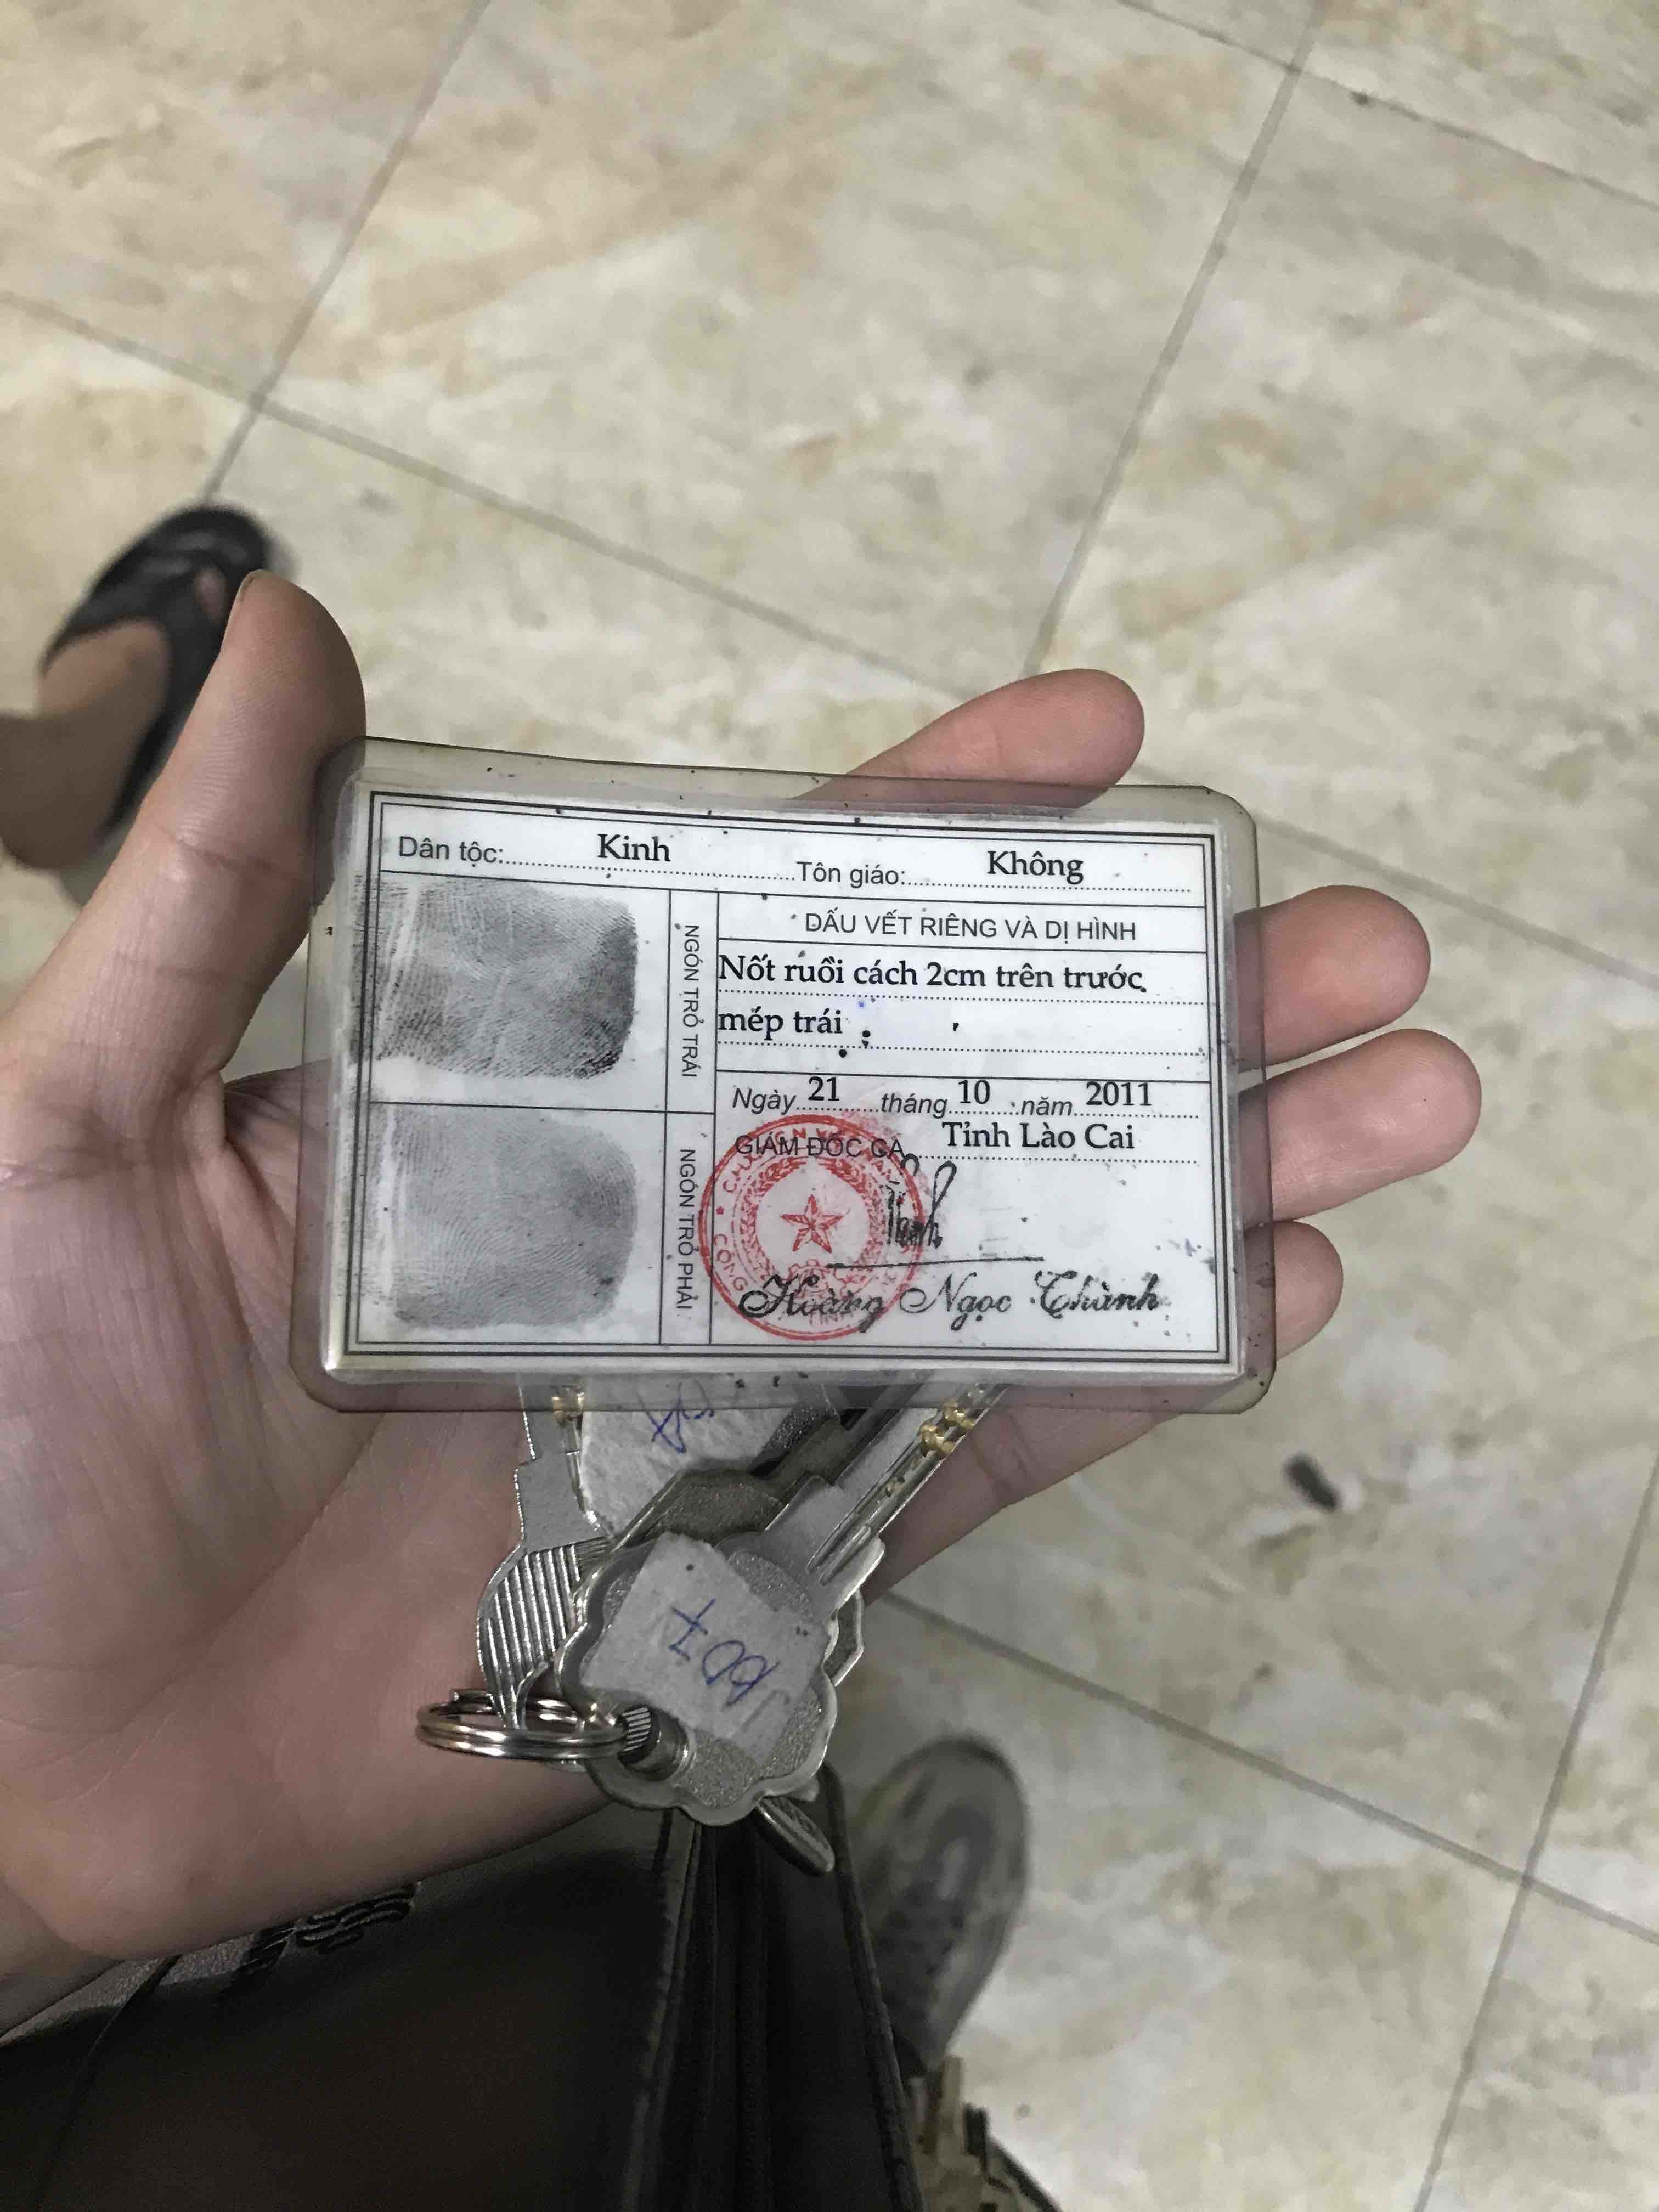 Dân tộc: Kinh Tôn giáo: Không
NGÓN TRỎ TRÁI
NGÓN TRỎ PHẢI
DẤU VẾT RIÊNG VÀ DỊ HÌNH
Nốt ruồi cách 2cm trên trước
mép trái
Ngày 21 tháng 10 năm 2011
GIÁM ĐỐC CA Tỉnh Lào Cai
Hoàng Ngọc Thành